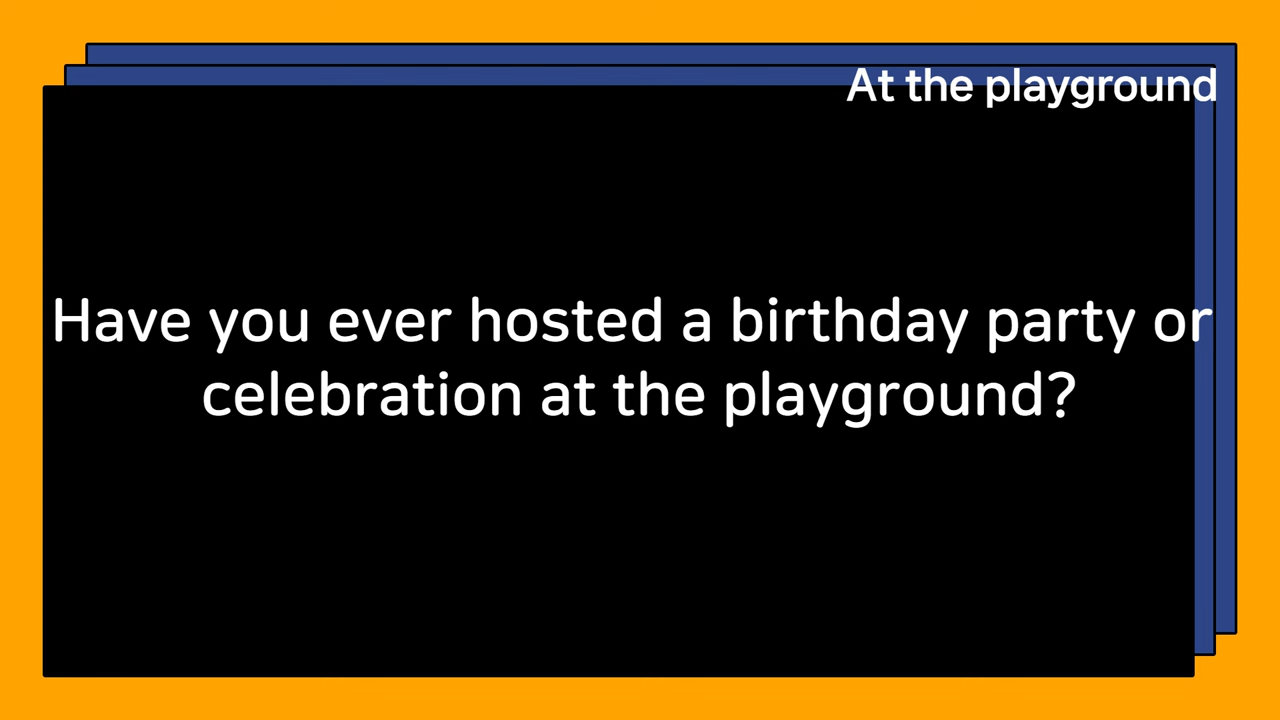 At the playground
Have you ever hosted a birthday party or
celebration at the playground?